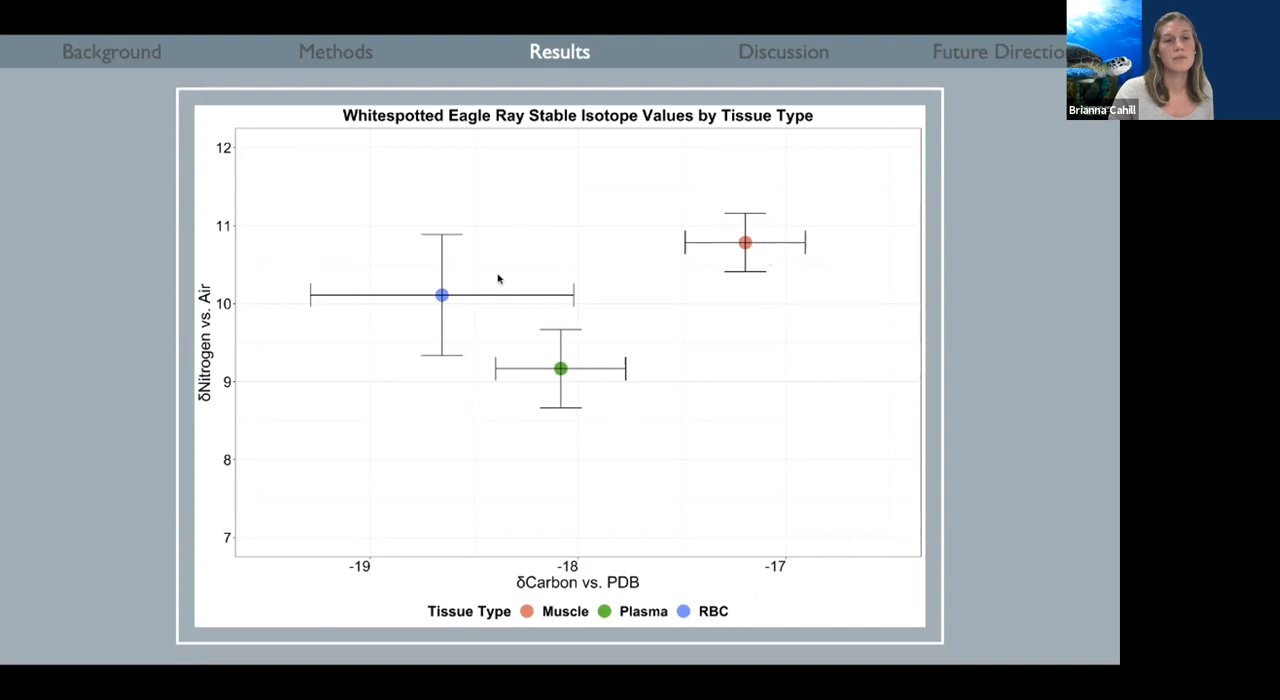 Background Methods Results Discussion Future Directio
Brianna Cahill
Whitespotted Eagle Ray Stable Isotope Values by Tissue Type
12
11
10
9
8
7
δNitrogen vs. Air
-19 -18 -17
δCarbon vs. PDB
Tissue Type Muscle Plasma RBC